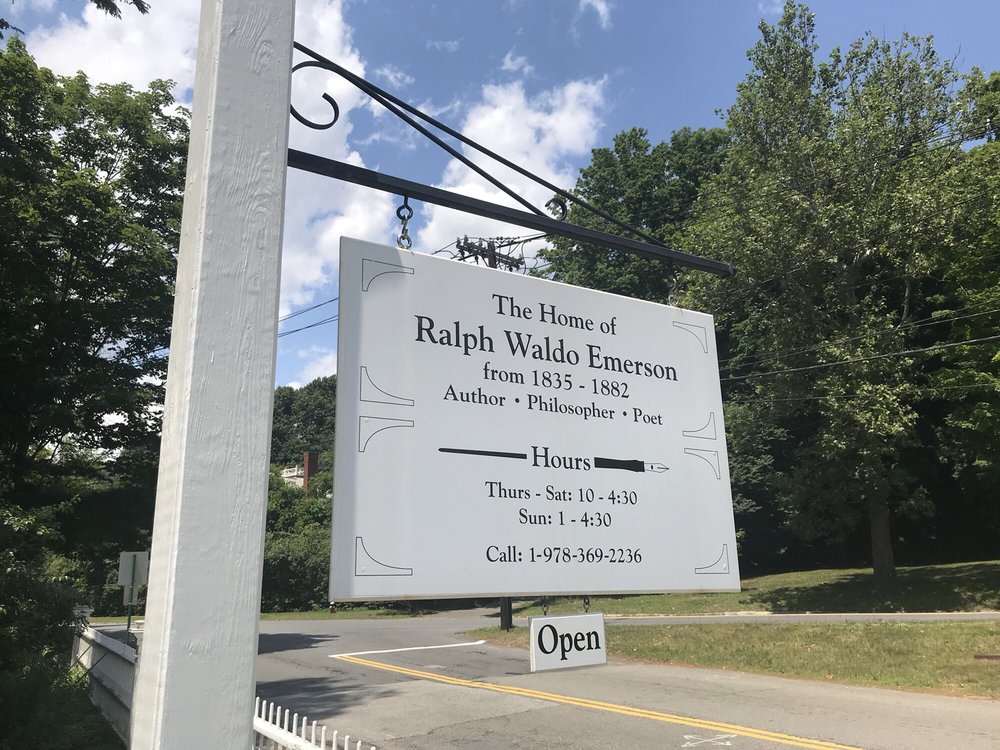 The Home of
Ralph Waldo Emerson
from 1835 - 1882
Author • Philosopher • Poet
Hours
Thurs - Sat: 10 - 4:30
Sun: 1 - 4:30
Call: 1-978-369-2236
Open